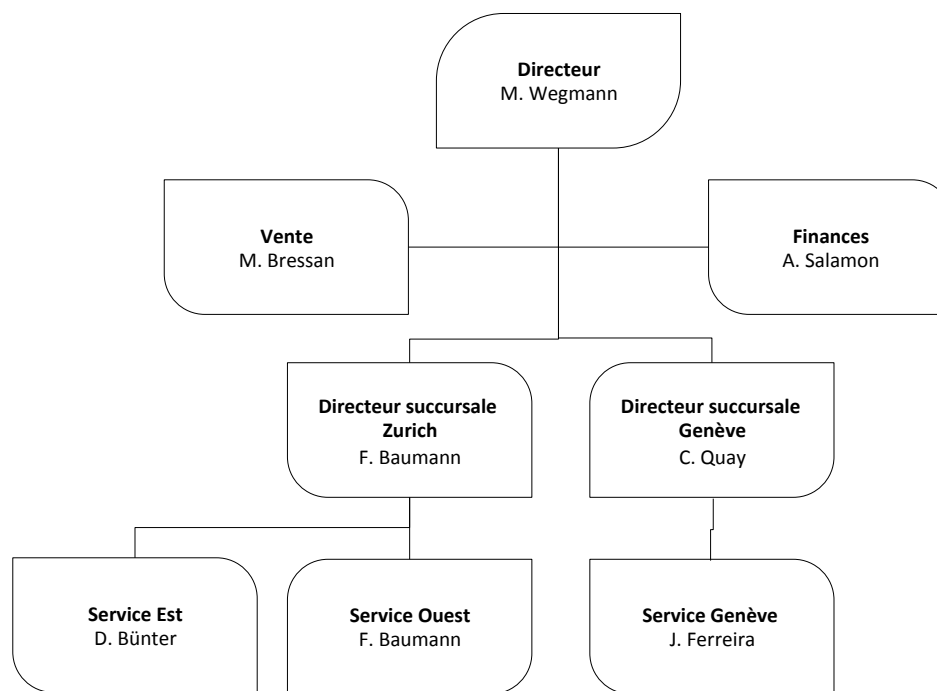 Directeur
M. Wegmann
Vente
M. Bressan
Finances
A. Salamon
Directeur succursale
Zurich
F. Baumann
Directeur succursale
Genève
C. Quay
Service Est
D. Bünter
Service Ouest
F. Baumann
Service Genève
J. Ferreira